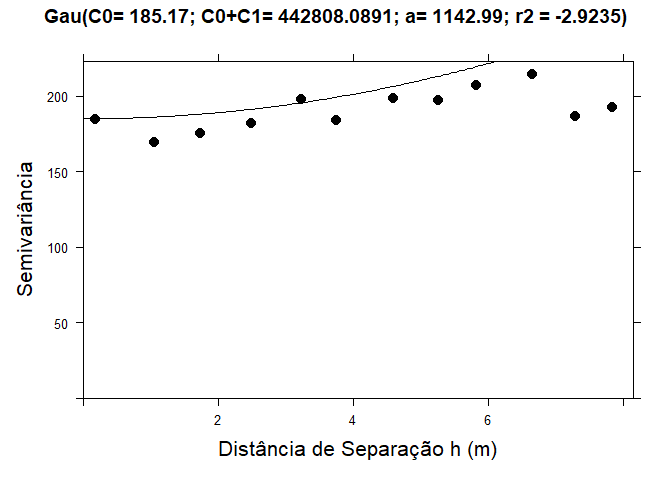 Gau(C0= 185.17; C0+C1= 442808.0891; a= 1142.99; r2 = -2.9235)
200
150
100
50
Semivariância
2
4
6
Distância de Separação h (m)